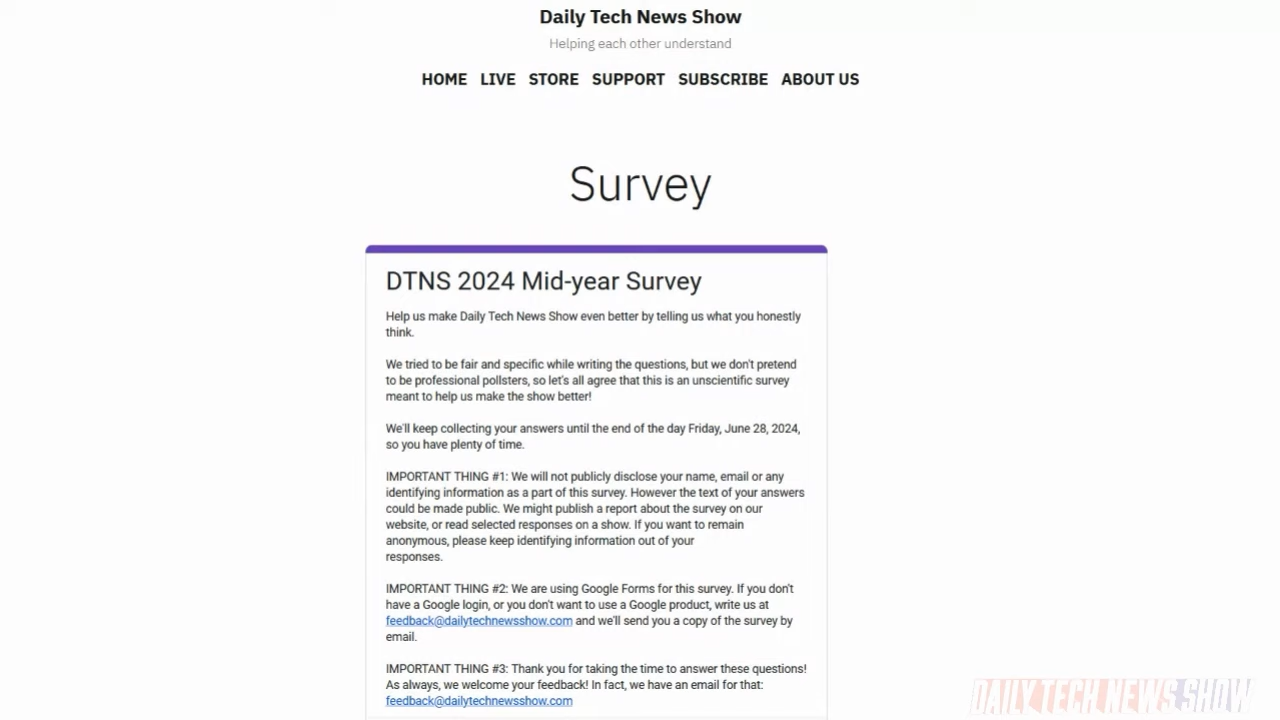 Daily Tech News Show
Helping each other understand
HOME LIVE STORE SUPPORT SUBSCRIBE ABOUT US
Survey
DTNS 2024 Mid-year Survey
Help us make Daily Tech News Show even better by telling us what you honestly
think.
We tried to be fair and specific while writing the questions, but we don't pretend
to be professional pollsters, so let's all agree that this is an unscientific survey
meant to help us make the show better!
We'll keep collecting your answers until the end of the day Friday, June 28, 2024,
so you have plenty of time.
IMPORTANT THING #1: We will not publicly disclose your name, email or any
identifying information as a part of this survey. However the text of your answers
could be made public. We might publish a report about the survey on our
website, or read selected responses on a show. If you want to remain
anonymous, please keep identifying information out of your
responses.
IMPORTANT THING #2: We are using Google Forms for this survey. If you don't
have a Google login, or you don't want to use a Google product, write us at
feedback@dailytechnewsshow.com and we'll send you a copy of the survey by
email.
IMPORTANT THING #3: Thank you for taking the time to answer these questions!
As always, we welcome your feedback! In fact, we have an email for that:
feedback@dailytechnewsshow.com
DAILY TECH NEWS SHOW